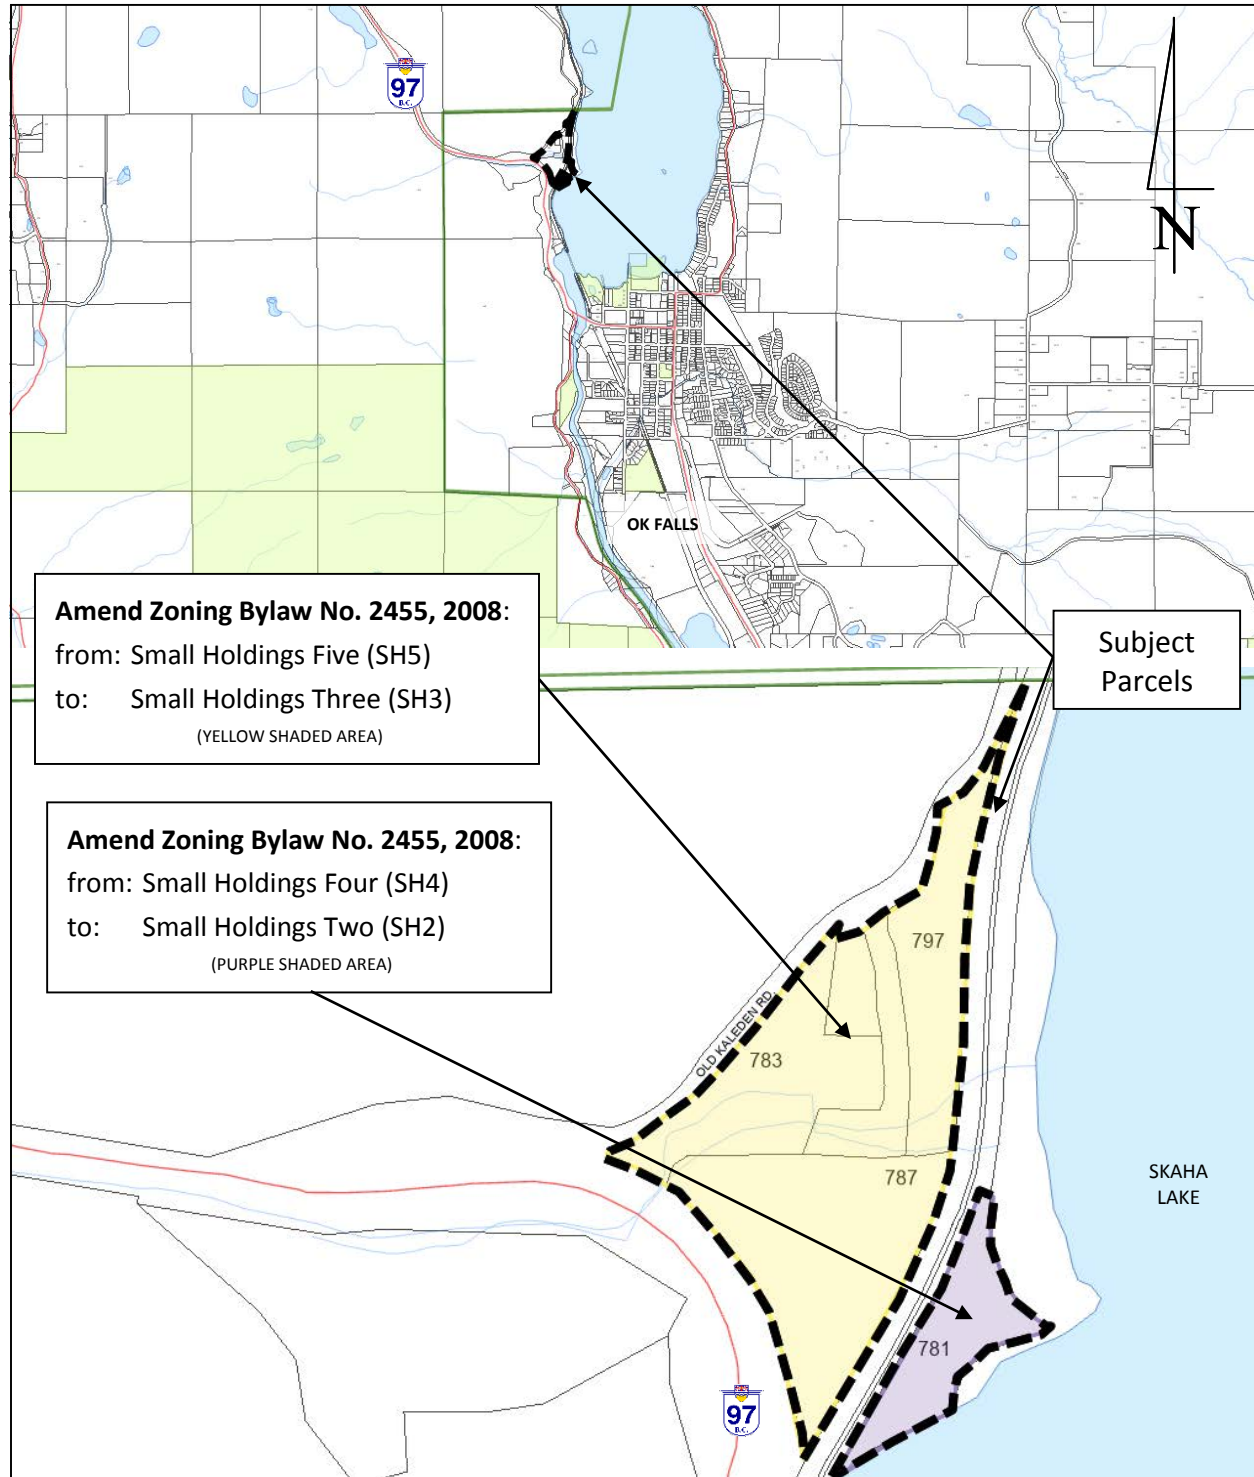 97
B.C.
N
OK FALLS
Amend Zoning Bylaw No. 2455, 2008:
from: Small Holdings Five (SH5)
to: Small Holdings Three (SH3)
(YELLOW SHADED AREA)
Subject
Parcels
Amend Zoning Bylaw No. 2455, 2008:
from: Small Holdings Four (SH4)
to: Small Holdings Two (SH2)
(PURPLE SHADED AREA)
797
OLD KALEDEN RD.
783
787
SKAHA
LAKE
781
97
B.C.